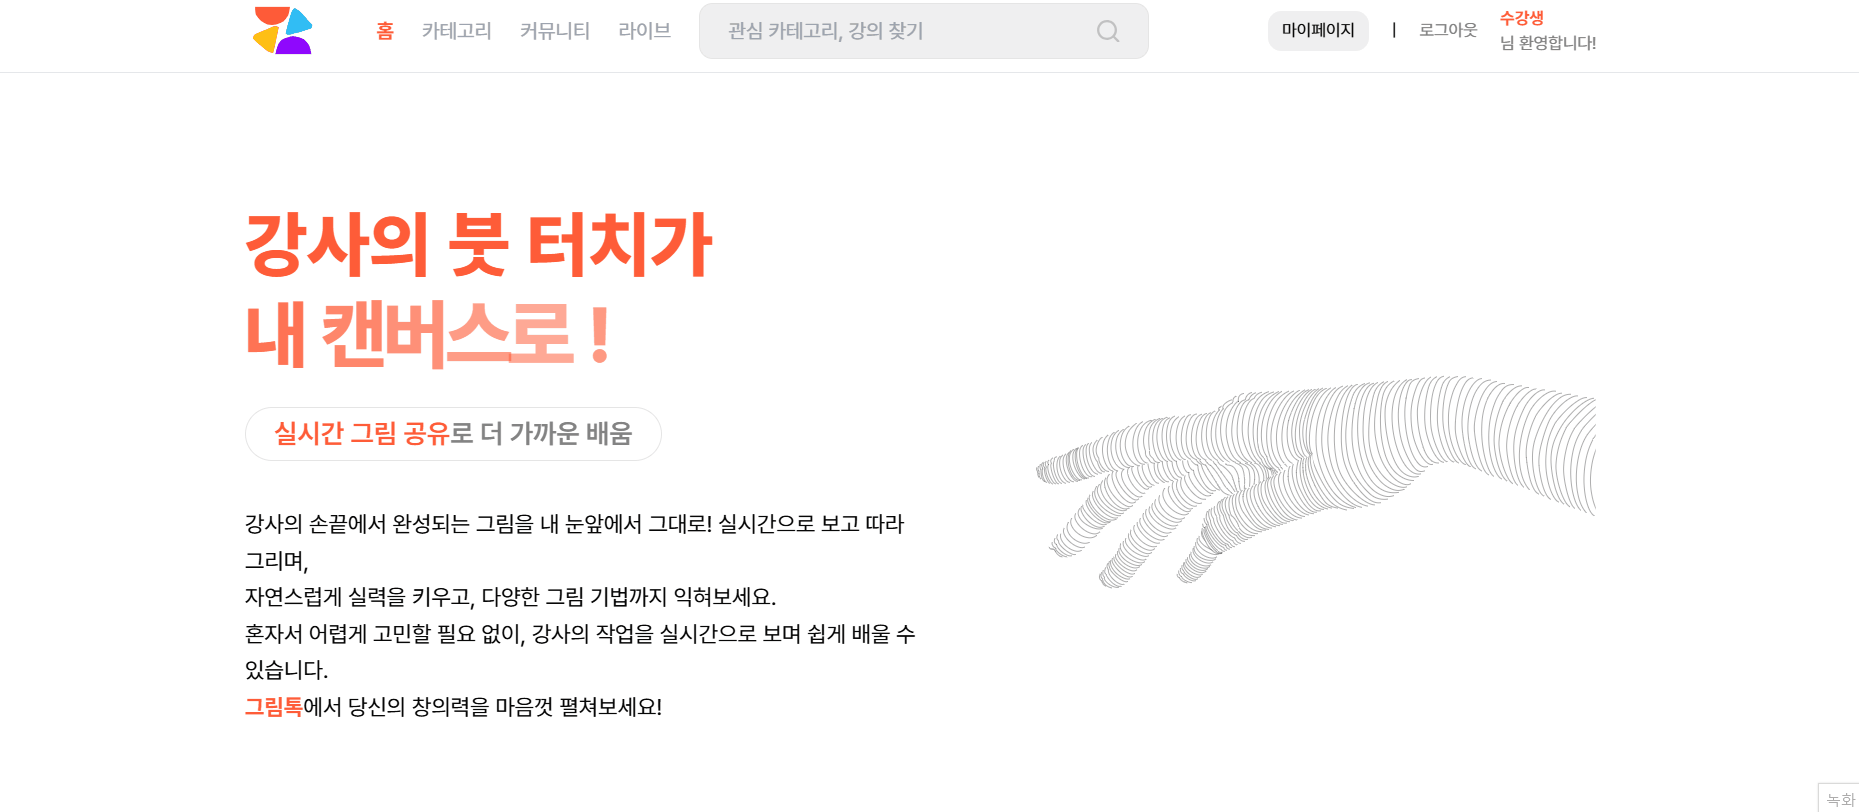 홈 카테고리 커뮤니티 라이브 관심 카테고리, 강의 찾기 마이페이지 | 로그아웃 수강생
님 환영합니다!
강사의 붓 터치가
내 캔버스로 !
실시간 그림 공유로 더 가까운 배움
강사의 손끝에서 완성되는 그림을 내 눈앞에서 그대로! 실시간으로 보고 따라
그리며,
자연스럽게 실력을 키우고, 다양한 그림 기법까지 익혀보세요.
혼자서 어렵게 고민할 필요 없이, 강사의 작업을 실시간으로 보며 쉽게 배울 수
있습니다.
그림톡에서 당신의 창의력을 마음껏 펼쳐보세요!
녹화